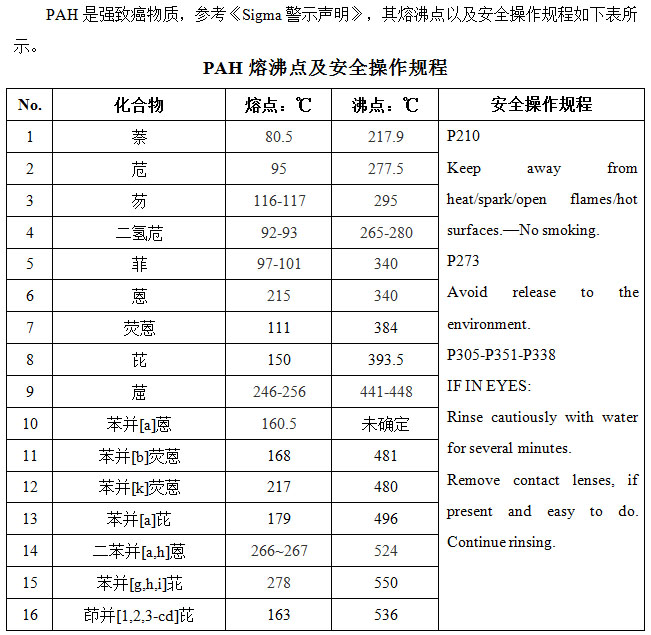 PAH 是强致癌物质，参考《Sigma 警示声明》，其熔沸点以及安全操作规程如下表所
示。
PAH 熔沸点及安全操作规程
No. 化合物 熔点：℃ 沸点：℃ 安全操作规程
1 萘 80.5 217.9 P210
2 苊 95 277.5 Keep away from
3 芴 116-117 295 heat/spark/open flames/hot
4 二氢苊 92-93 265-280 surfaces.—No smoking.
5 菲 97-101 340 P273
6 蒽 215 340 Avoid release to the
7 荧蒽 111 384 environment.
8 芘 150 393.5 P305-P351-P338
9 䓛 246-256 441-448 IF IN EYES:
10 苯并[a]蒽 160.5 未确定 Rinse cautiously with water
11 苯并[b]荧蒽 168 481 for several minutes.
12 苯并[k]荧蒽 217 480 Remove contact lenses, if
13 苯并[a]芘 179 496 present and easy to do.
14 二苯并[a,h]蒽 266~267 524 Continue rinsing.
15 苯并[g,h,i]苝 278 550
16 茚并[1,2,3-cd]芘 163 536